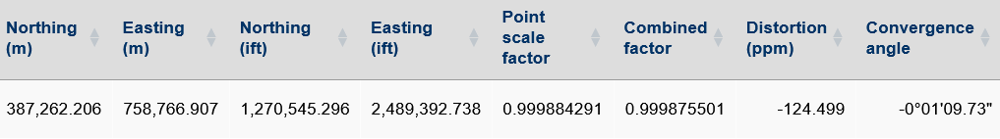 Northing (m) Easting (m) Northing (ift) Easting (ift) Point scale factor Combined factor Distortion (ppm) Convergence angle
387,262.206 758,766.907 1,270,545.296 2,489,392.738 0.999884291 0.999875501 -124.499 -0°01'09.73"